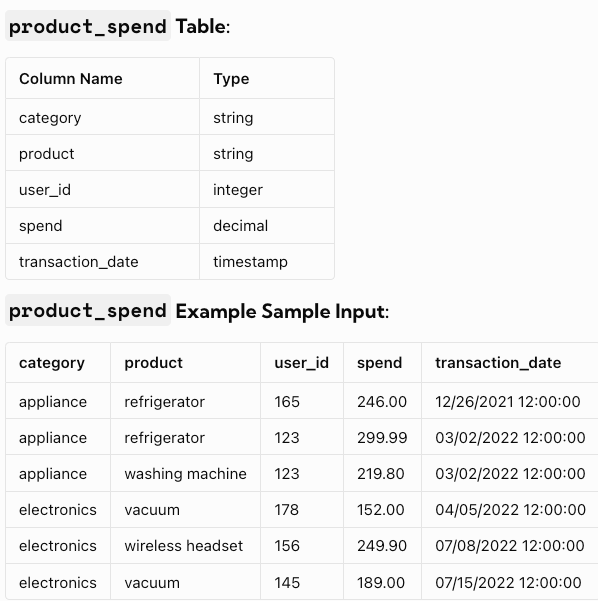 product_spend Table:
Column Name Type
category string
product string
user_id integer
spend decimal
transaction_date timestamp
product_spend Example Sample Input:
category product user_id spend transaction_date
appliance refrigerator 165 246.00 12/26/2021 12:00:00
appliance refrigerator 123 299.99 03/02/2022 12:00:00
appliance washing machine 123 219.80 03/02/2022 12:00:00
electronics vacuum 178 152.00 04/05/2022 12:00:00
electronics wireless headset 156 249.90 07/08/2022 12:00:00
electronics vacuum 145 189.00 07/15/2022 12:00:00